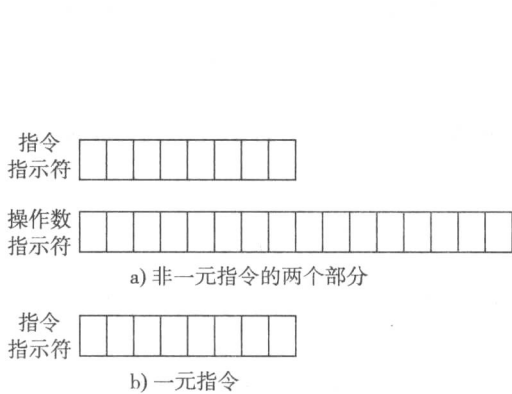 指令
指示符
操作数
指示符
a) 非一元指令的两个部分
指令
指示符
b) 一元指令